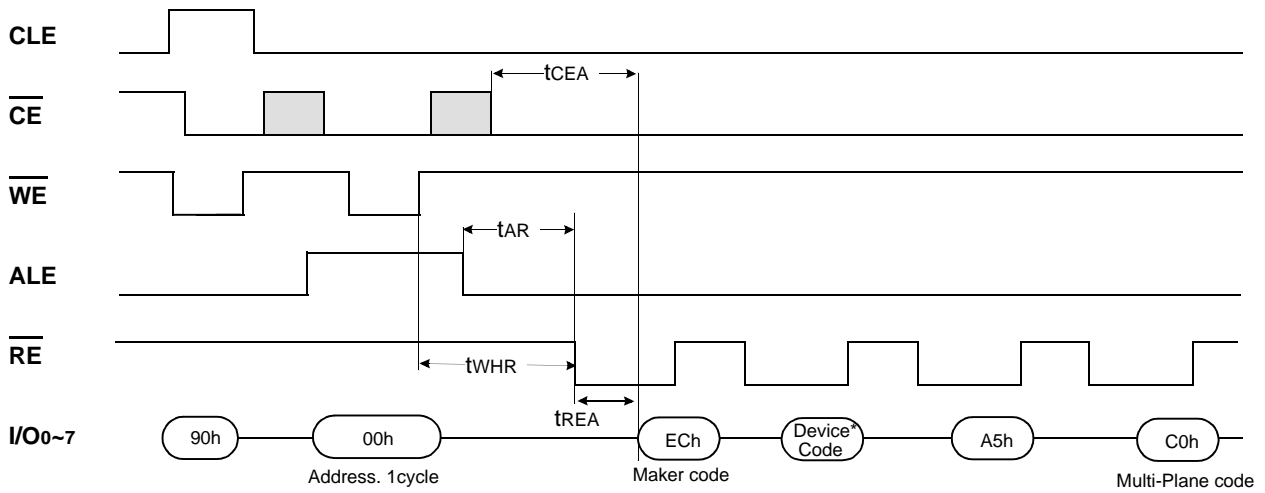 CLE
tCEA
CE
WE
tAR
ALE
RE
tWHR
tREA
I/O0~7
90h
00h
ECh
Device*
Code
A5h
C0h
Address. 1cycle
Maker code
Multi-Plane code